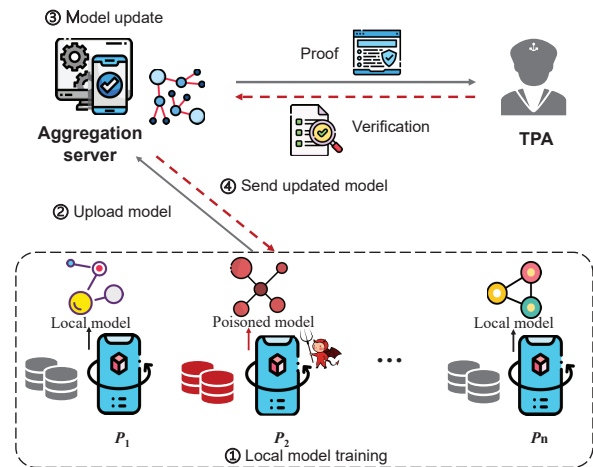 ③ Model update
Proof
Aggregation
server
Verification
TPA
④ Send updated model
② Upload model
Local model
Poisoned model
Local model
...
P1
P2
Pn
① Local model training